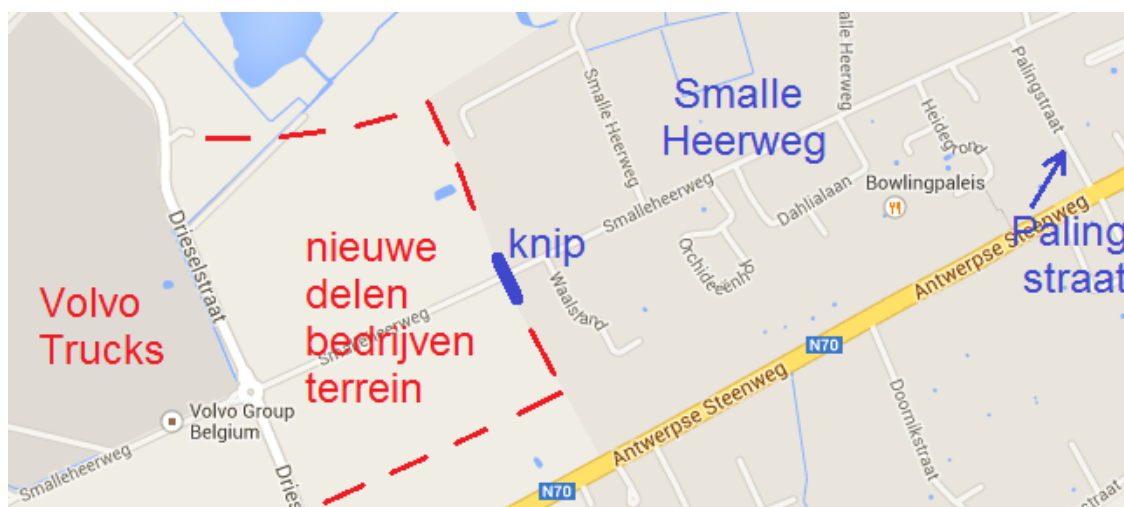 Smalle Heerweg
Smalle
Heerweg
Smalle Heerweg
Palingstraat
Heidegrond
Bowlingpaleis
Dahlialaan
Smalleheerweg
Orchideeënhof
Paling
straat
Antwerpse Steenweg
Drieselstraat
knip
Waalstrand
nieuwe
delen
bedrijven
terrein
Volvo
Trucks
Smalleheerweg
N70
Volvo Group
Belgium
Antwerpse Steenweg
Doornikstraat
Smalleheerweg
Dries
N70